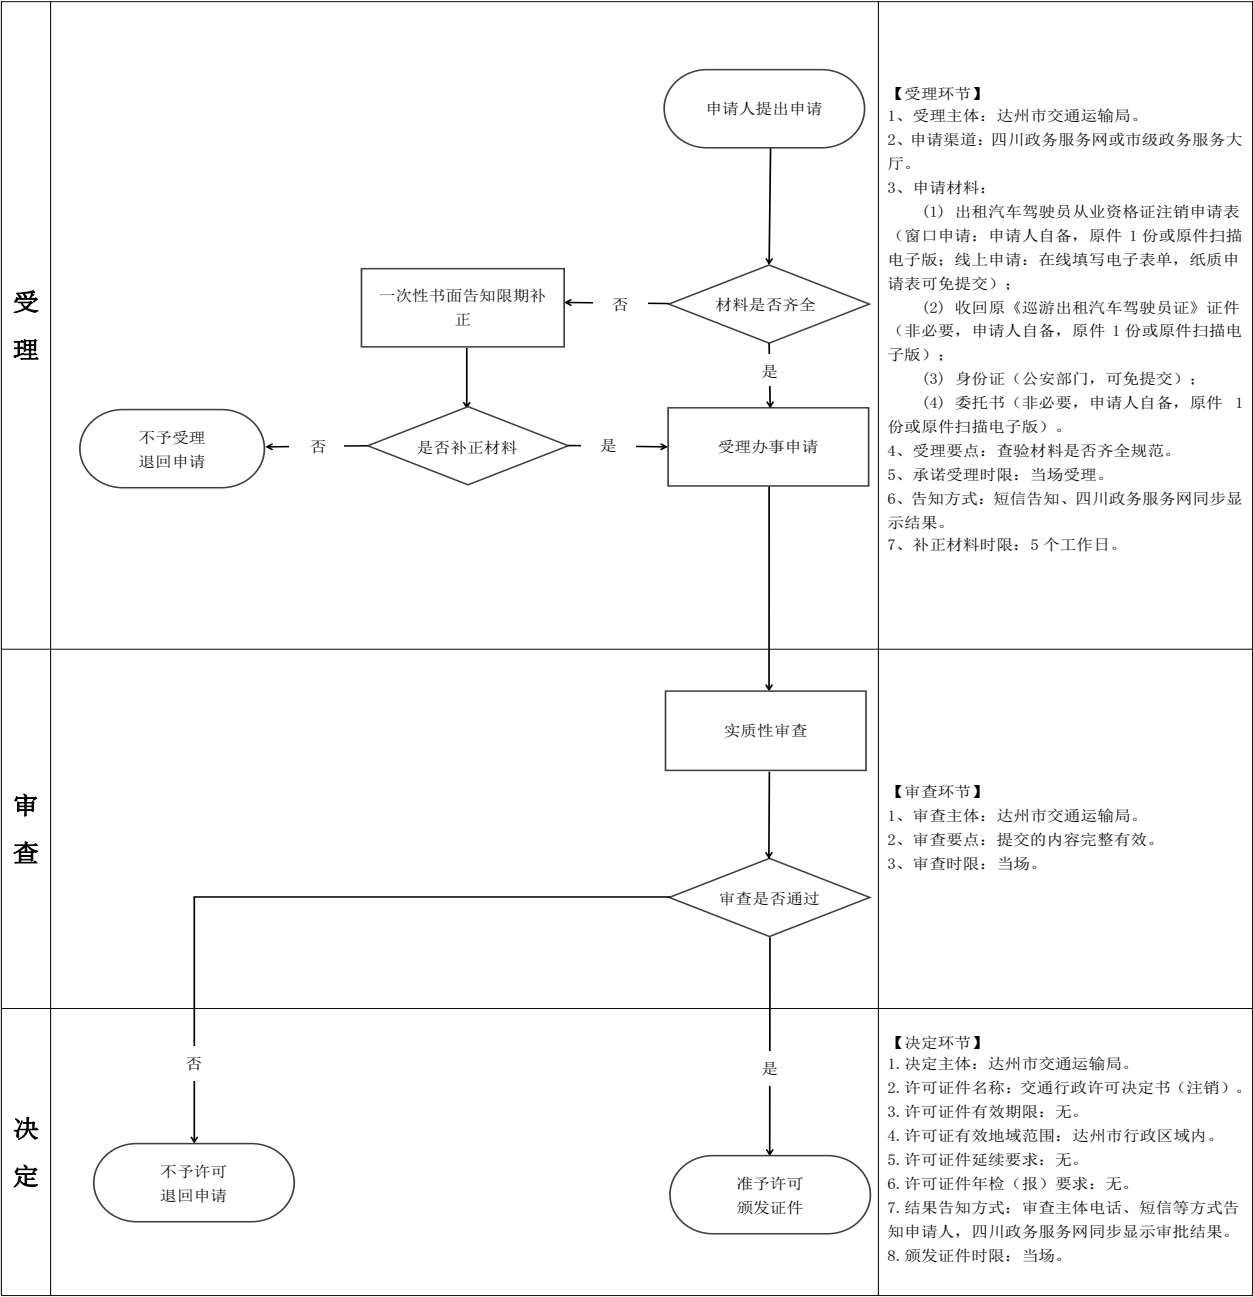 受
理
申请人提出申请
材料是否齐全
否
一次性书面告知限期补
正
是
是否补正材料
否
不予受理
退回申请
是
受理办事申请
【受理环节】
1、受理主体：达州市交通运输局。
2、申请渠道：四川政务服务网或市级政务服务大
厅。
3、申请材料：
(1) 出租汽车驾驶员从业资格证注销申请表
（窗口申请：申请人自备，原件 1 份或原件扫描
电子版；线上申请：在线填写电子表单，纸质申
请表可免提交）；
(2) 收回原《巡游出租汽车驾驶员证》证件
（非必要，申请人自备，原件 1 份或原件扫描电
子版）；
(3) 身份证（公安部门，可免提交）；
(4) 委托书（非必要，申请人自备，原件 1
份或原件扫描电子版）。
4、受理要点：查验材料是否齐全规范。
5、承诺受理时限：当场受理。
6、告知方式：短信告知、四川政务服务网同步显
示结果。
7、补正材料时限：5 个工作日。
审
查
实质性审查
审查是否通过
【审查环节】
1、审查主体：达州市交通运输局。
2、审查要点：提交的内容完整有效。
3、审查时限：当场。
决
定
否
不予许可
退回申请
是
准予许可
颁发证件
【决定环节】
1.决定主体：达州市交通运输局。
2.许可证件名称：交通行政许可决定书（注销）。
3.许可证件有效期限：无。
4.许可证有效地域范围：达州市行政区域内。
5.许可证件延续要求：无。
6.许可证件年检（报）要求：无。
7.结果告知方式：审查主体电话、短信等方式告
知申请人，四川政务服务网同步显示审批结果。
8.颁发证件时限：当场。